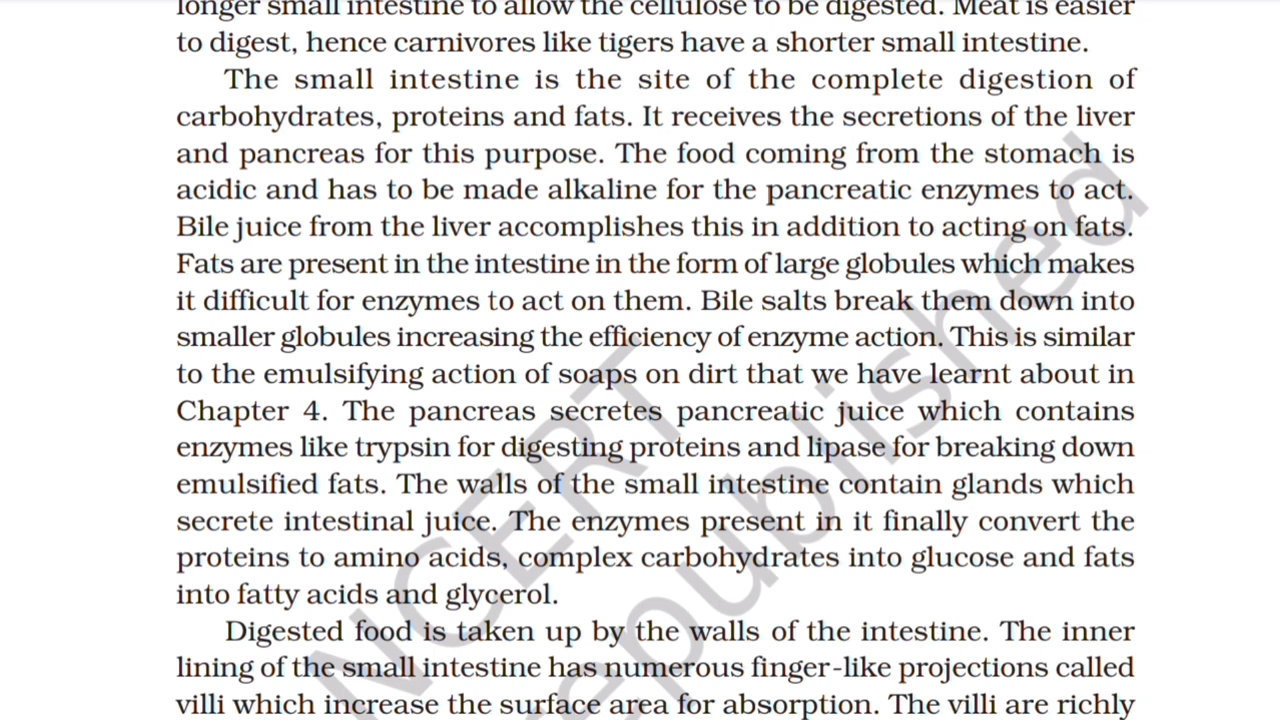 longer small intestine to allow the cellulose to be digested. Meat is easier
to digest, hence carnivores like tigers have a shorter small intestine.
The small intestine is the site of the complete digestion of
carbohydrates, proteins and fats. It receives the secretions of the liver
and pancreas for this purpose. The food coming from the stomach is
acidic and has to be made alkaline for the pancreatic enzymes to act.
Bile juice from the liver accomplishes this in addition to acting on fats.
Fats are present in the intestine in the form of large globules which makes
it difficult for enzymes to act on them. Bile salts break them down into
smaller globules increasing the efficiency of enzyme action. This is similar
to the emulsifying action of soaps on dirt that we have learnt about in
Chapter 4. The pancreas secretes pancreatic juice which contains
enzymes like trypsin for digesting proteins and lipase for breaking down
emulsified fats. The walls of the small intestine contain glands which
secrete intestinal juice. The enzymes present in it finally convert the
proteins to amino acids, complex carbohydrates into glucose and fats
into fatty acids and glycerol.
Digested food is taken up by the walls of the intestine. The inner
lining of the small intestine has numerous finger-like projections called
villi which increase the surface area for absorption. The villi are richly
NCERT
republished